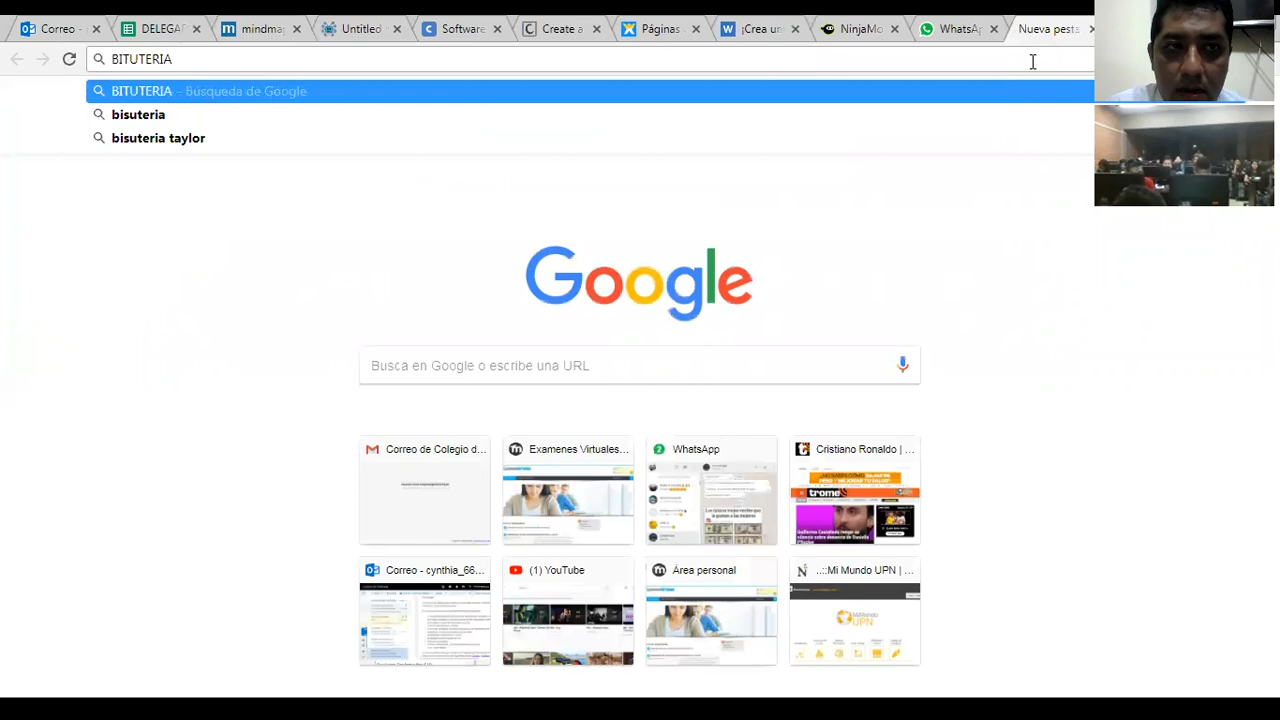 Correo -
DELEGAF
mindma
Untitled
Software
Create a
Páginas
¡Crea un
NinjaMo
WhatsAp
Nueva pesta
BITUTERIA
BITUTERIA – Búsqueda de Google
bisuteria
bisuteria taylor
Google
Busca en Google o escribe una URL
Correo de Colegio d...
Examenes Virtuales...
WhatsApp
Cristiano Ronaldo | ...
trome
Correo - cynthia_66...
(1) YouTube
Área personal
..::Mi Mundo UPN | ...